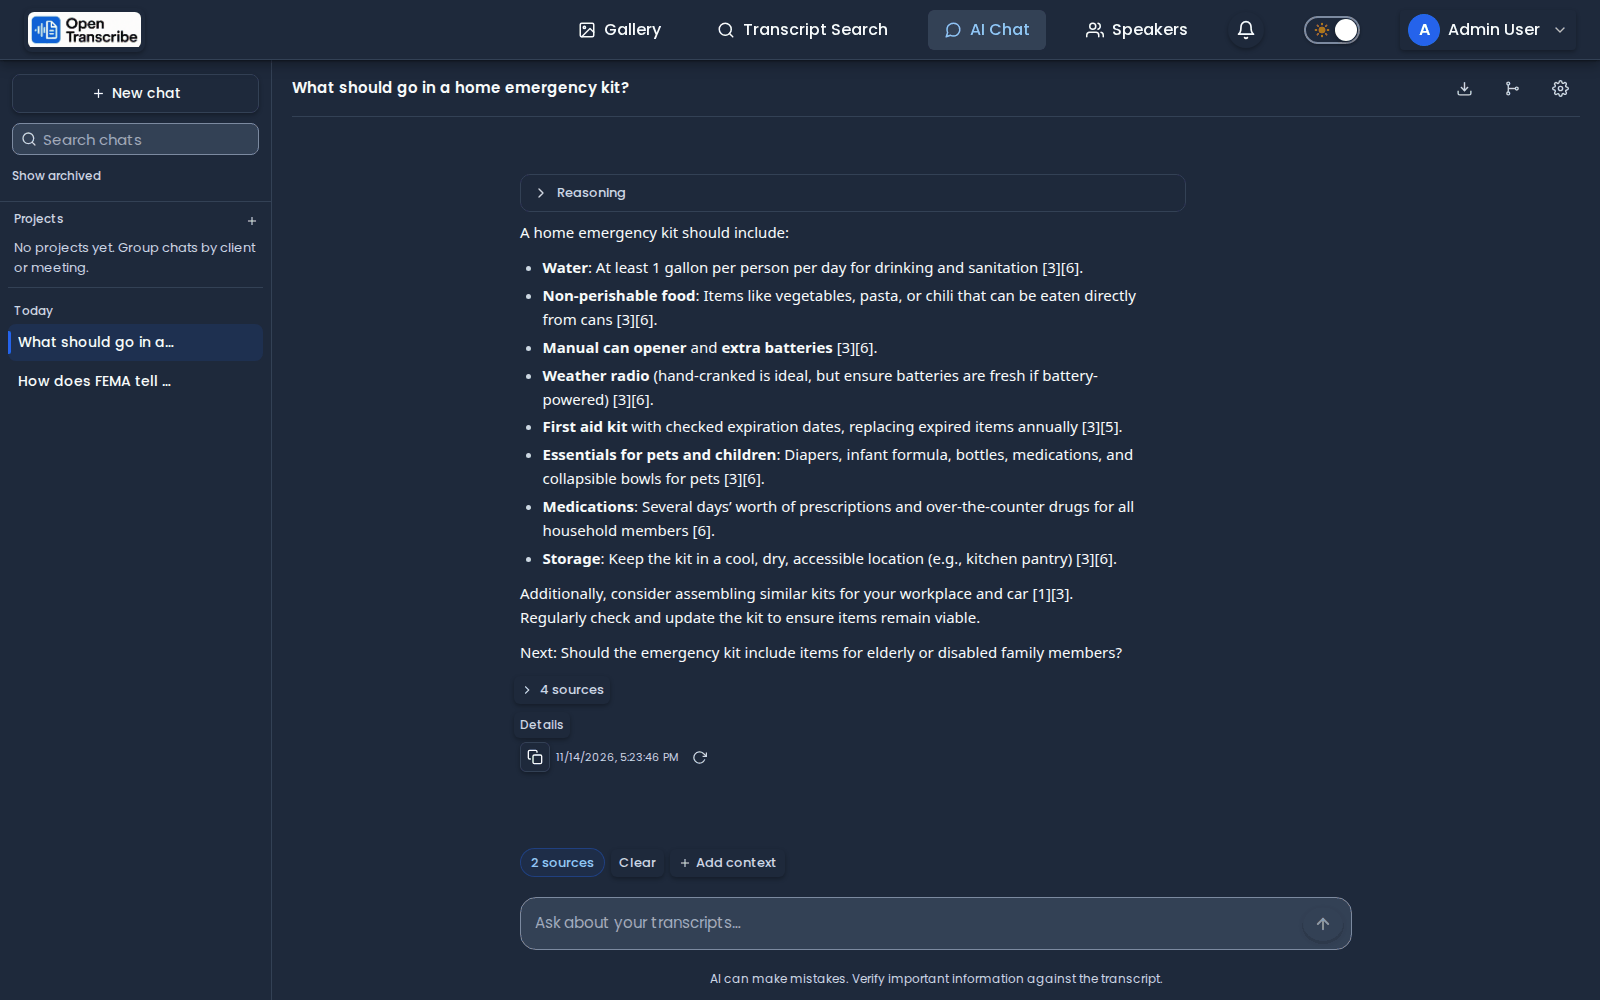 Open
Transcribe
Gallery
Transcript Search
AI Chat
Speakers
A
Admin User
+ New chat
Search chats
Show archived
Projects
+
No projects yet. Group chats by client
or meeting.
Today
What should go in a...
How does FEMA tell ...
What should go in a home emergency kit?
Reasoning
A home emergency kit should include:
• Water: At least 1 gallon per person per day for drinking and sanitation [3][6].
• Non-perishable food: Items like vegetables, pasta, or chili that can be eaten directly
from cans [3][6].
• Manual can opener and extra batteries [3][6].
• Weather radio (hand-cranked is ideal, but ensure batteries are fresh if battery-
powered) [3][6].
• First aid kit with checked expiration dates, replacing expired items annually [3][5].
• Essentials for pets and children: Diapers, infant formula, bottles, medications, and
collapsible bowls for pets [3][6].
• Medications: Several days’ worth of prescriptions and over-the-counter drugs for all
household members [6].
• Storage: Keep the kit in a cool, dry, accessible location (e.g., kitchen pantry) [3][6].
Additionally, consider assembling similar kits for your workplace and car [1][3].
Regularly check and update the kit to ensure items remain viable.
Next: Should the emergency kit include items for elderly or disabled family members?
4 sources
Details
11/14/2026, 5:23:46 PM
2 sources
Clear
+ Add context
Ask about your transcripts...
AI can make mistakes. Verify important information against the transcript.